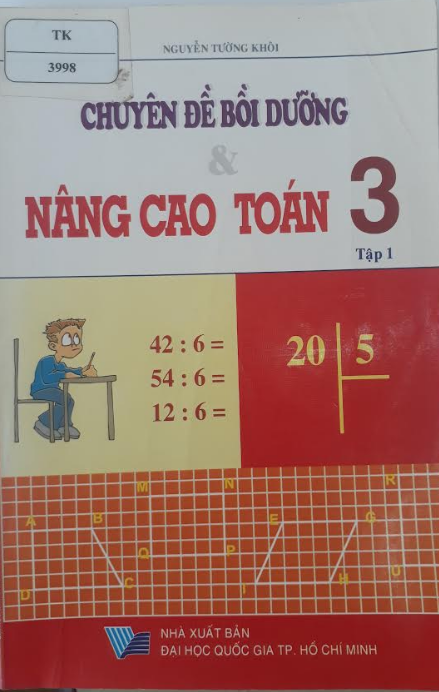 TK
3998
NGUYỄN TƯỜNG KHÔI
CHUYÊN ĐỀ BỒI DƯỠNG
&
NÂNG CAO TOÁN 3
Tập 1
42 : 6 =
54 : 6 =
12 : 6 =
20 5
M N R
A B E G
Q P
D C I H U
NHÀ XUẤT BẢN
ĐẠI HỌC QUỐC GIA TP. HỒ CHÍ MINH